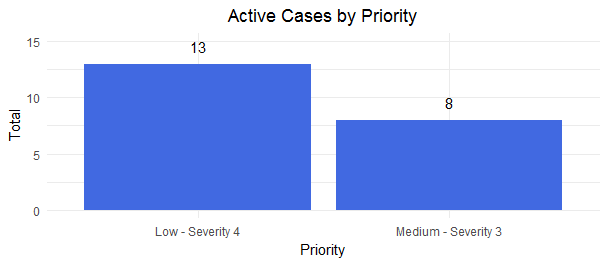 Active Cases by Priority
15
10
5
0
Total
13
8
Low - Severity 4
Medium - Severity 3
Priority